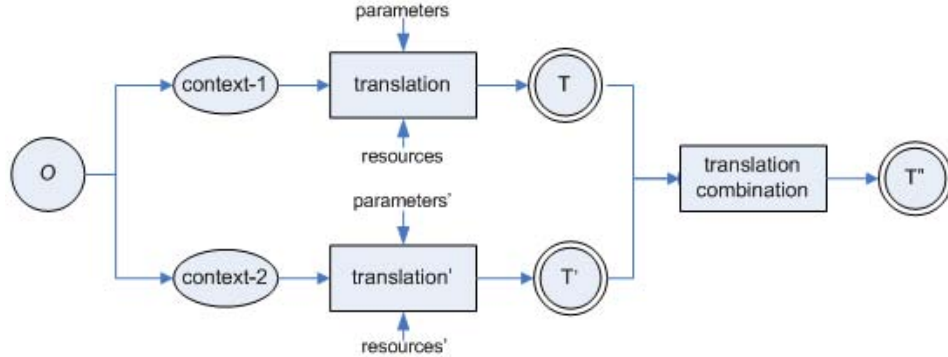 parameters
context-1
translation
T
resources
O
translation
combination
T"
parameters'
context-2
translation'
T'
resources'